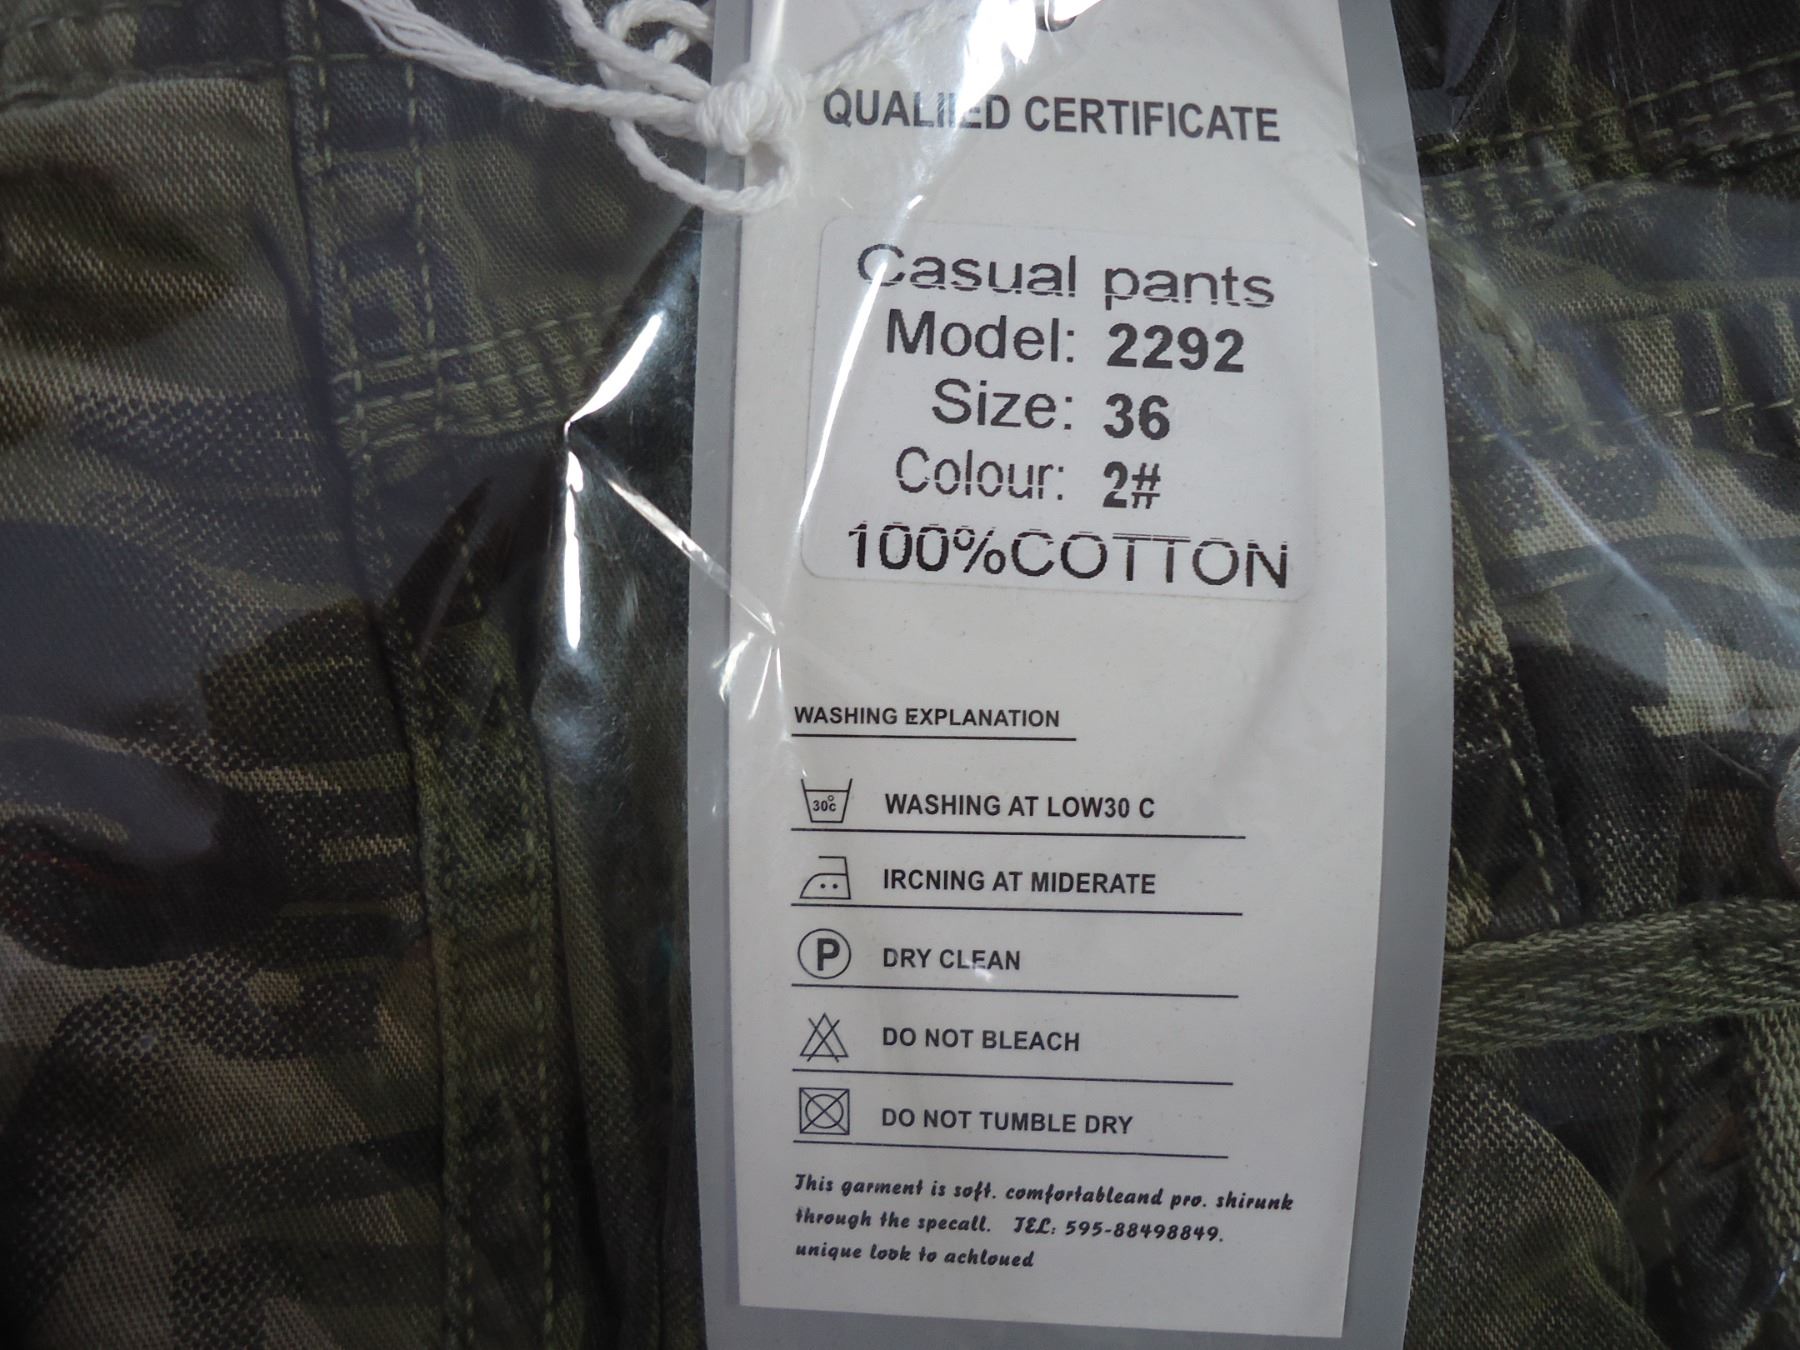 QUALIIED CERTIFICATE
Casual pants
Model: 2292
Size: 36
Colour: 2#
100%COTTON
WASHING EXPLANATION
30°c WASHING AT LOW30 C
IRCNING AT MIDERATE
P DRY CLEAN
DO NOT BLEACH
DO NOT TUMBLE DRY
This garment is soft. comfortableand pro. shirunk
through the specall. TEL: 595-88498849.
unique look to achloued